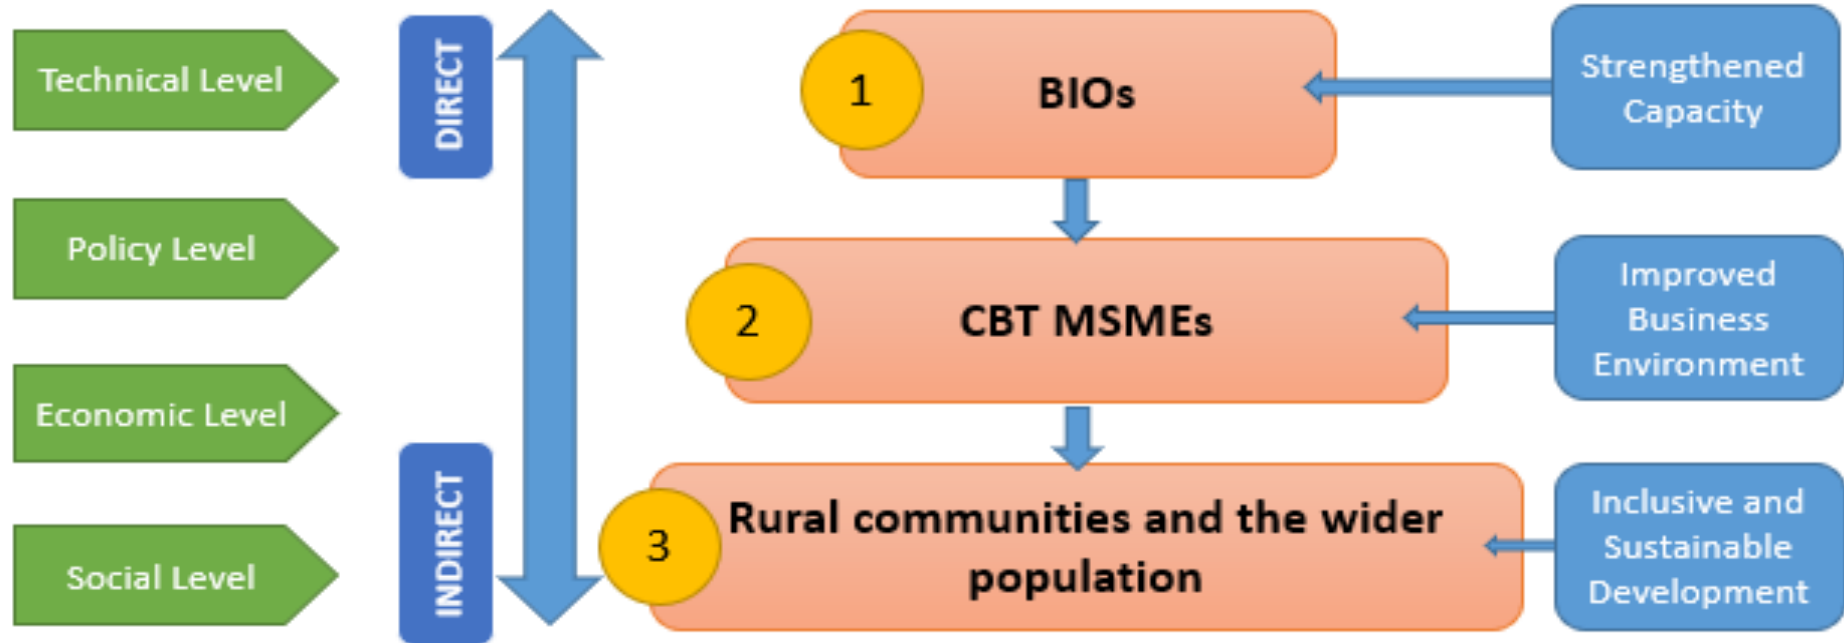 Technical Level
Policy Level
Economic Level
Social Level
DIRECT
INDIRECT
1
BIOs
2
CBT MSMEs
3
Rural communities and the wider
population
Strengthened
Capacity
Improved
Business
Environment
Inclusive and
Sustainable
Development